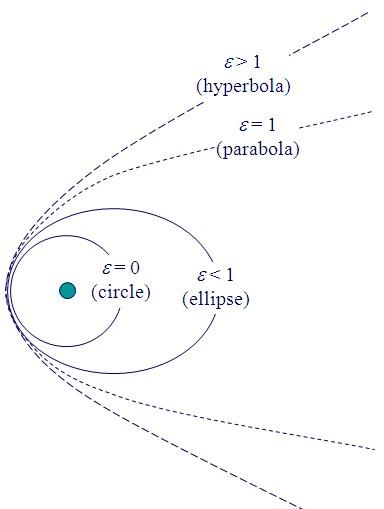 ε > 1
(hyperbola)
ε = 1
(parabola)
ε = 0
(circle)
ε < 1
(ellipse)